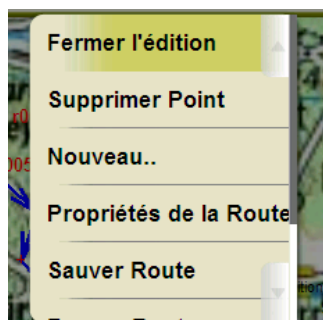 Fermer l'édition
Supprimer Point
Nouveau..
Propriétés de la Route
Sauver Route